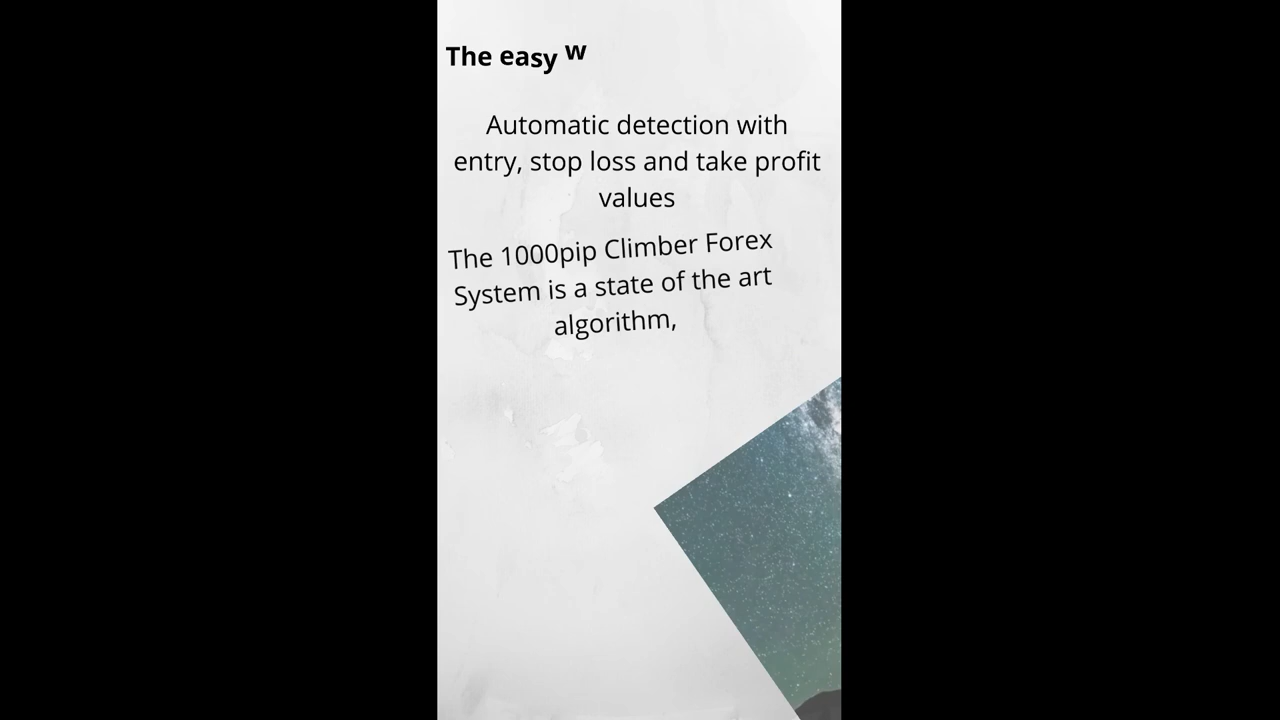 The easy w
Automatic detection with
entry, stop loss and take profit
values
The 1000pip Climber Forex
System is a state of the art
algorithm,